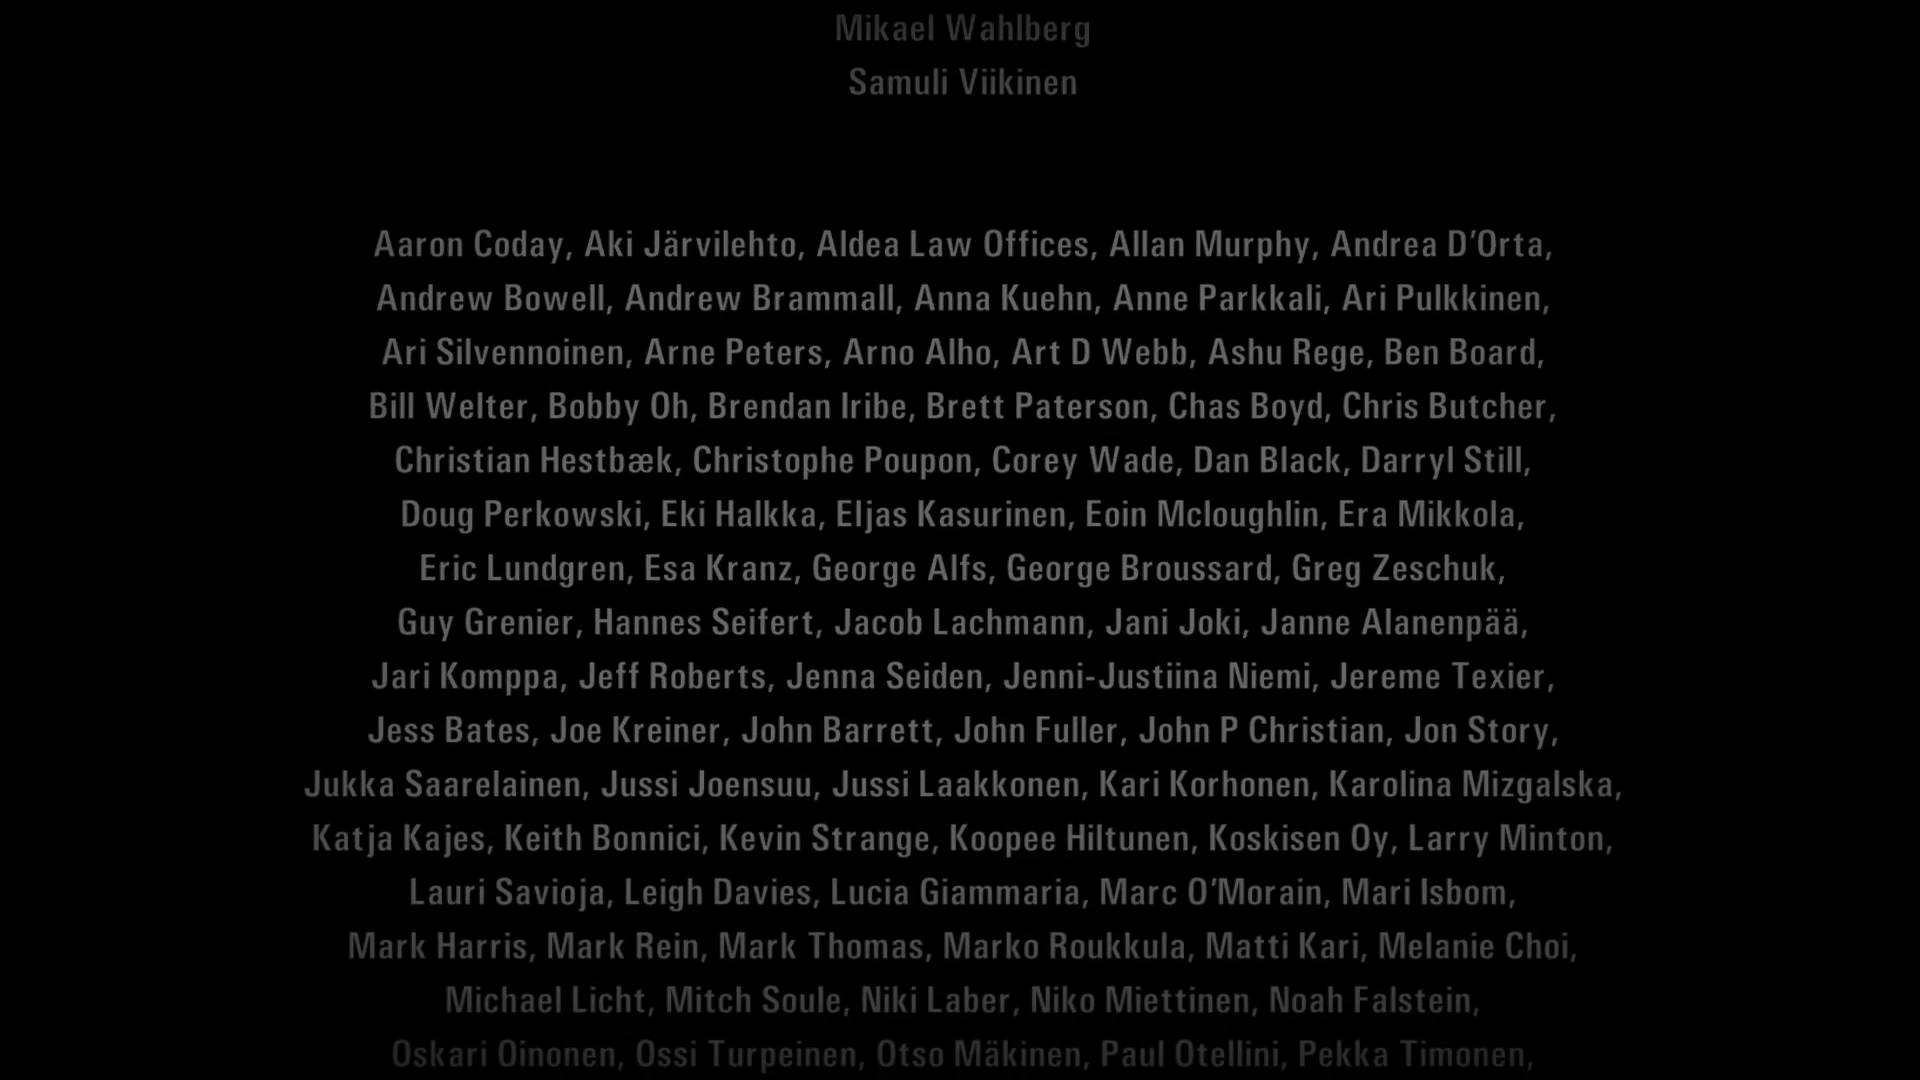 Mikael Wahlberg
Samuli Viikinen
Aaron Coday, Aki Järvilehto, Aldea Law Offices, Allan Murphy, Andrea D’Orta,
Andrew Bowell, Andrew Brammall, Anna Kuehn, Anne Parkkali, Ari Pulkkinen,
Ari Silvennoinen, Arne Peters, Arno Alho, Art D Webb, Ashu Rege, Ben Board,
Bill Welter, Bobby Oh, Brendan Iribe, Brett Paterson, Chas Boyd, Chris Butcher,
Christian Hestbæk, Christophe Poupon, Corey Wade, Dan Black, Darryl Still,
Doug Perkowski, Eki Halkka, Eljas Kasurinen, Eoin Mcloughlin, Era Mikkola,
Eric Lundgren, Esa Kranz, George Alfs, George Broussard, Greg Zeschuk,
Guy Grenier, Hannes Seifert, Jacob Lachmann, Jani Joki, Janne Alanenpää,
Jari Komppa, Jeff Roberts, Jenna Seiden, Jenni-Justiina Niemi, Jereme Texier,
Jess Bates, Joe Kreiner, John Barrett, John Fuller, John P Christian, Jon Story,
Jukka Saarelainen, Jussi Joensuu, Jussi Laakkonen, Kari Korhonen, Karolina Mizgalska,
Katja Kajes, Keith Bonnici, Kevin Strange, Koopee Hiltunen, Koskisen Oy, Larry Minton,
Lauri Savioja, Leigh Davies, Lucia Giammaria, Marc O’Morain, Mari Isbom,
Mark Harris, Mark Rein, Mark Thomas, Marko Roukkula, Matti Kari, Melanie Choi,
Michael Licht, Mitch Soule, Niki Laber, Niko Miettinen, Noah Falstein,
Oskari Oinonen, Ossi Turpeinen, Otso Mäkinen, Paul Otellini, Pekka Timonen,